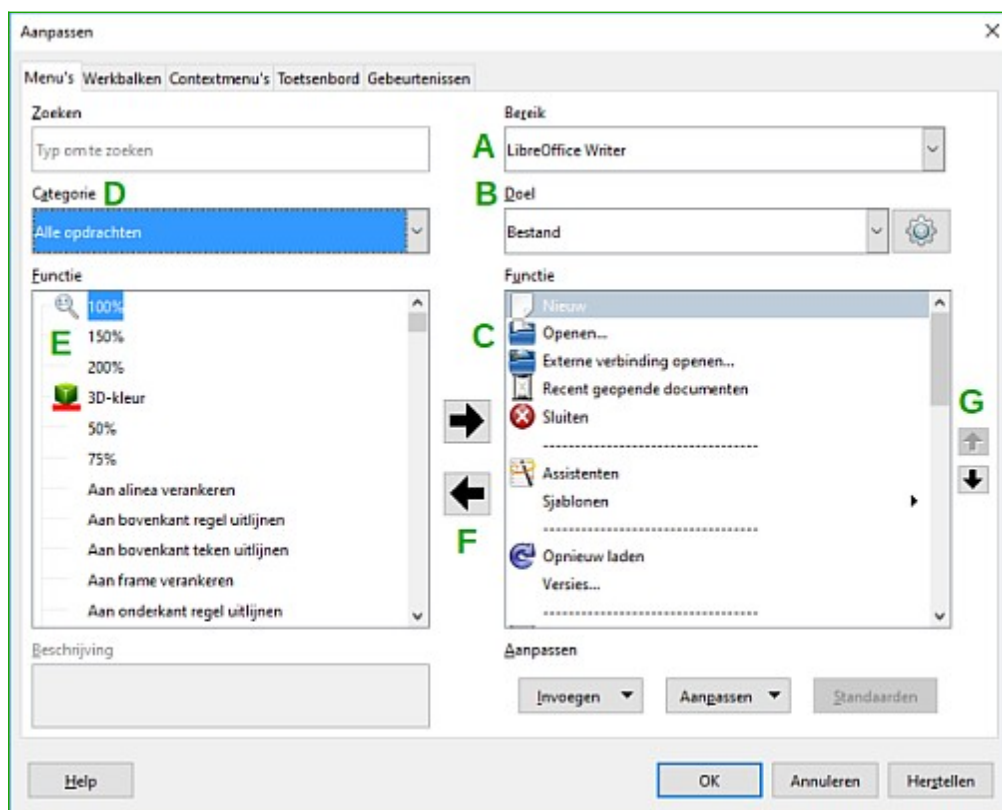 Aanpassen
Menu's Werkbalken Contextmenu's Toetsenbord Gebeurtenissen
Zoeken
Typ om te zoeken
Categorie D
Alle opdrachten
Functie
100%
E 150%
200%
3D-kleur
50%
75%
Aan alinea verankeren
Aan bovenkant regel uitlijnen
Aan bovenkant teken uitlijnen
Aan frame verankeren
Aan onderkant regel uitlijnen
Beschrijving
F
Bereik
A LibreOffice Writer
B Doel
Bestand
Functie
Nieuw
C Openen...
Externe verbinding openen...
Recent geopende documenten
Sluiten
Assistenten
Sjablonen
Opnieuw laden
Versies...
G
Aanpassen
Invoegen Aanpassen Standaarden
Help OK Annuleren Herstellen